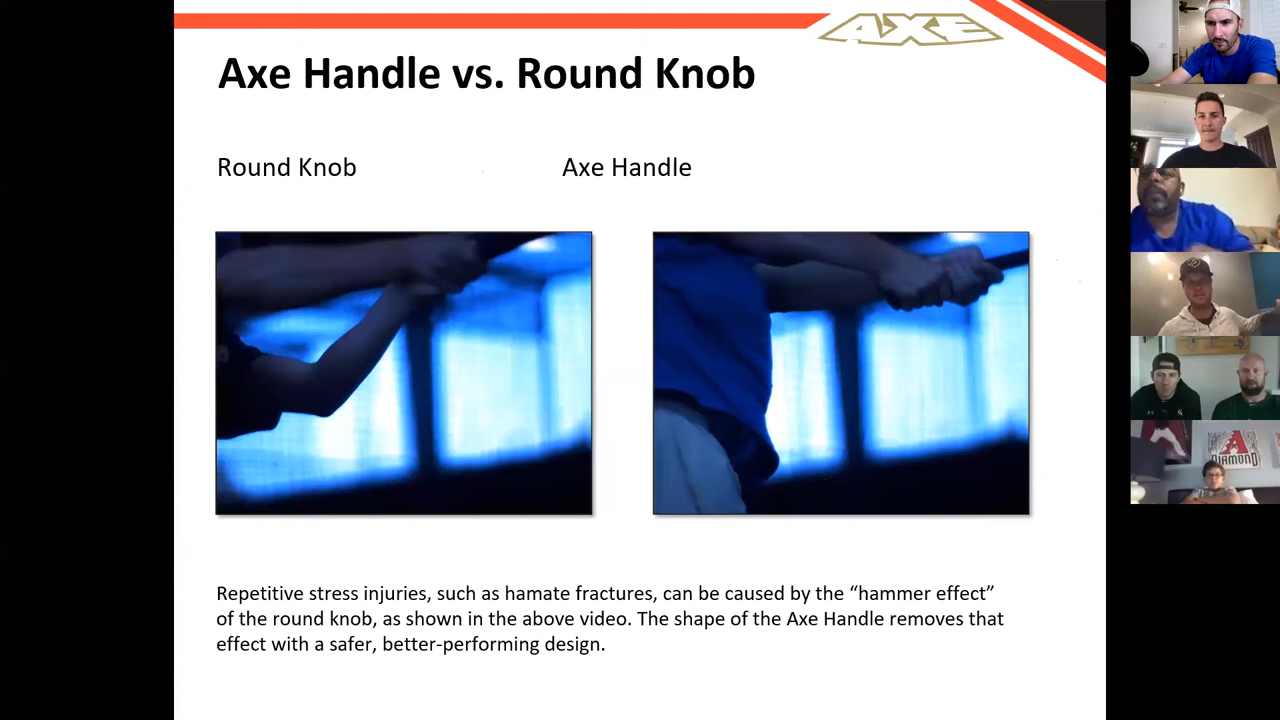 AXE
Axe Handle vs. Round Knob
Round Knob
Axe Handle
Repetitive stress injuries, such as hamate fractures, can be caused by the “hammer effect”
of the round knob, as shown in the above video. The shape of the Axe Handle removes that
effect with a safer, better-performing design.
A
DIAMOND